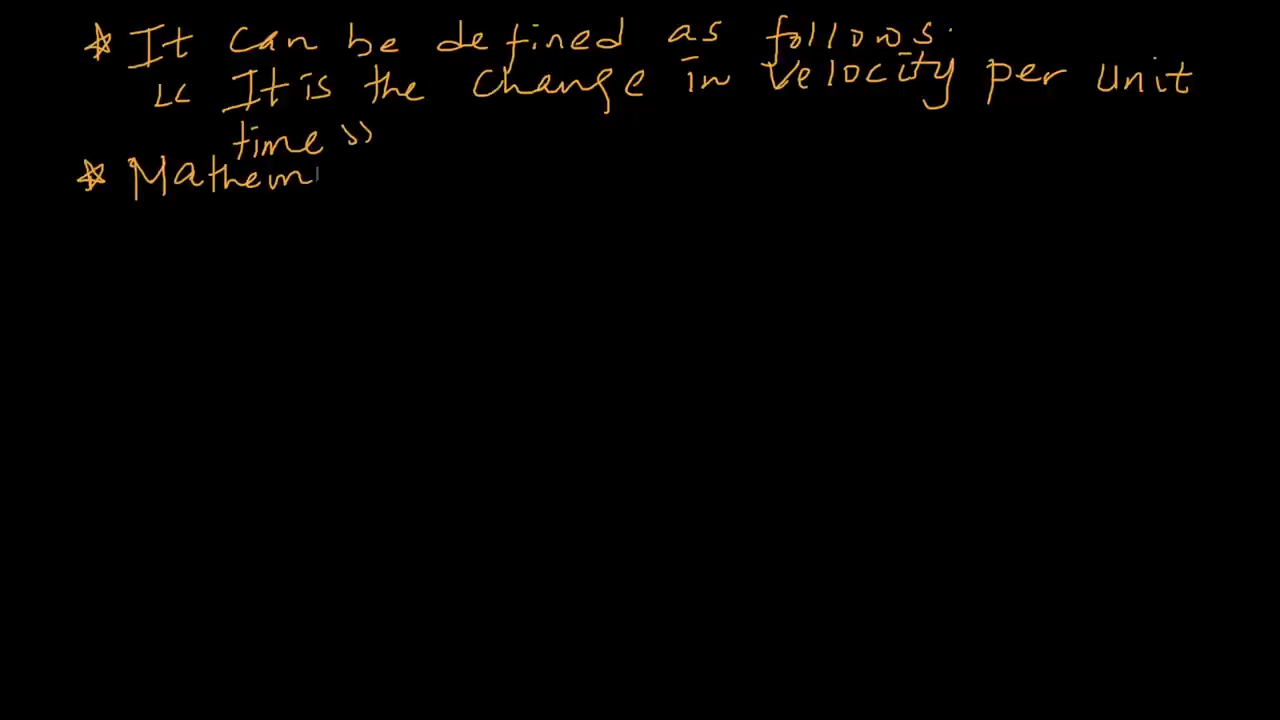 * It can be defined as follows.
<< It is the change in velocity per unit
time >>
* Mathem